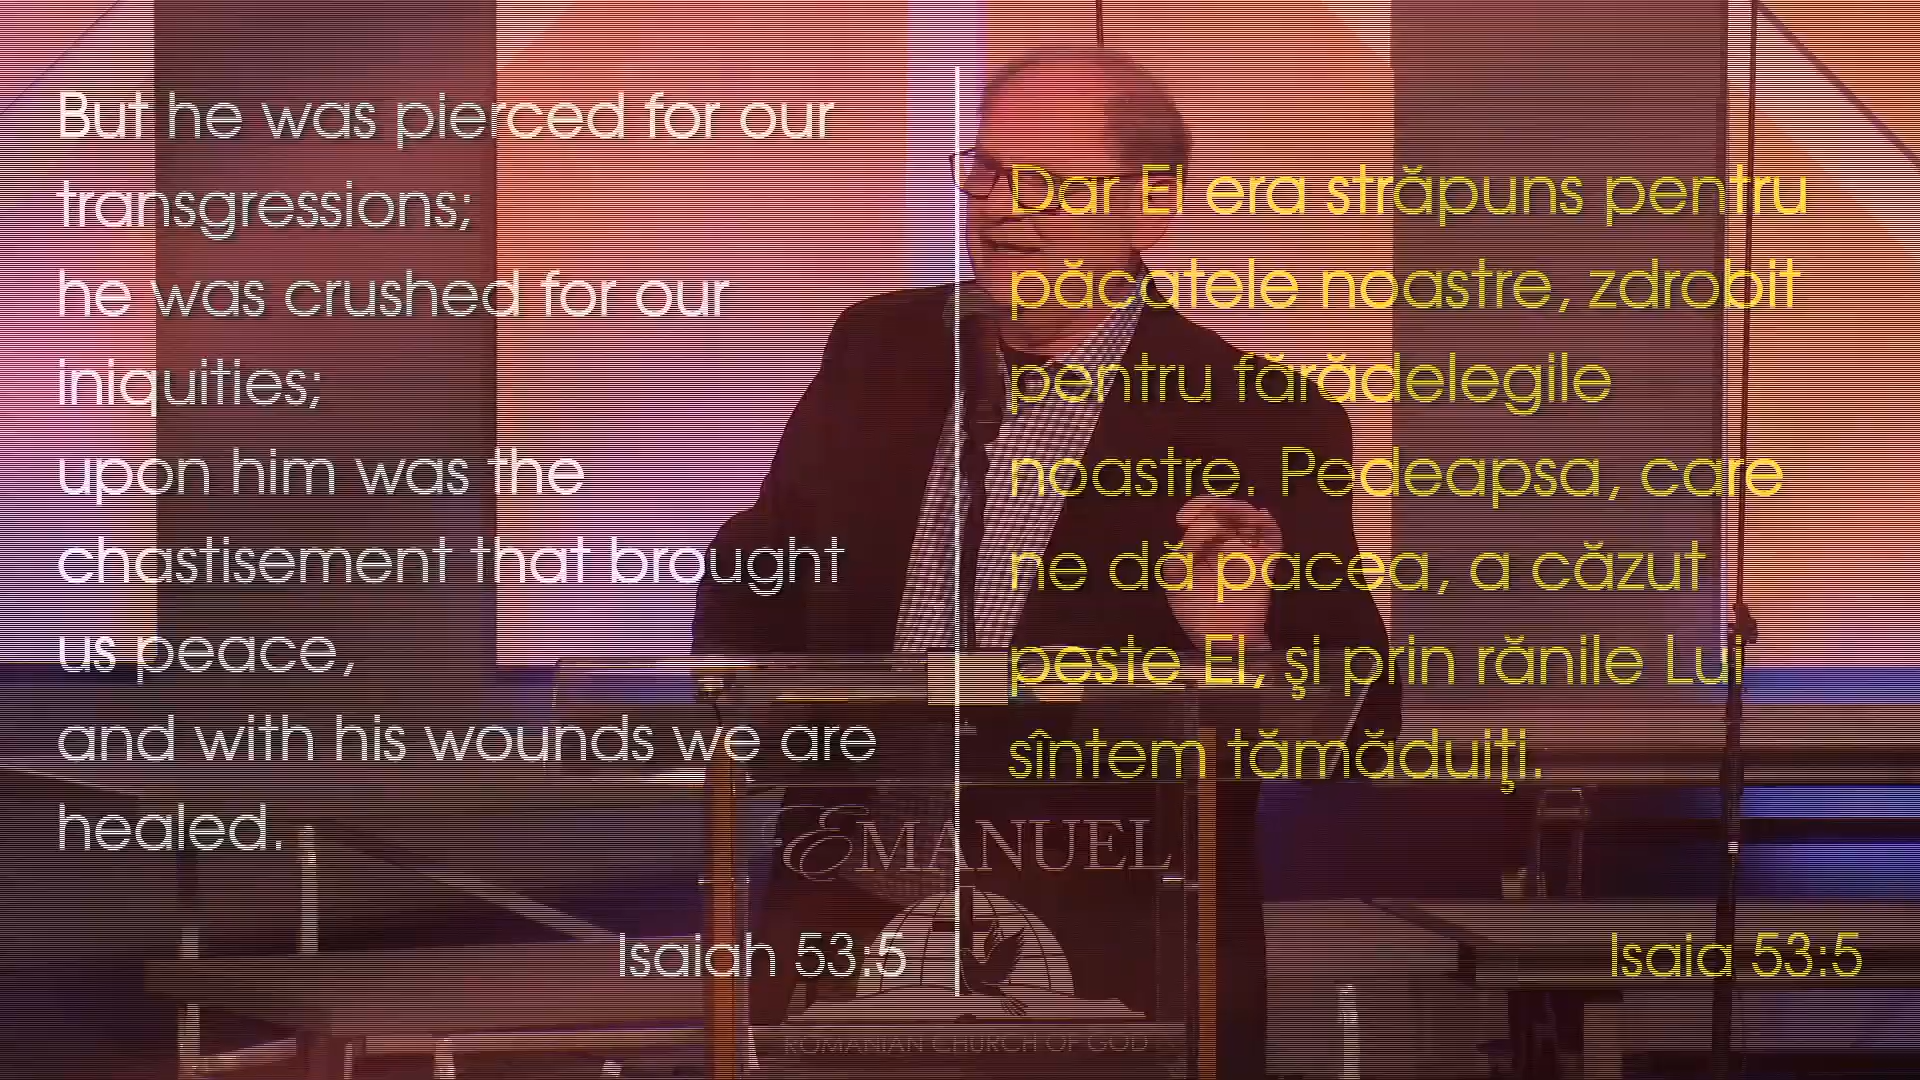 But he was pierced for our
transgressions;
he was crushed for our
iniquities;
upon him was the
chastisement that brought
us peace,
and with his wounds we are
healed.
Isaiah 53:5
Dar El era străpuns pentru
păcatele noastre, zdrobit
pentru fărădelegile
noastre. Pedeapsa, care
ne dă pacea, a căzut
peste El, şi prin rănile Lui
sîntem tămăduiţi.
Isaia 53:5
EMANUEL
ROMANIAN CHURCH OF GOD